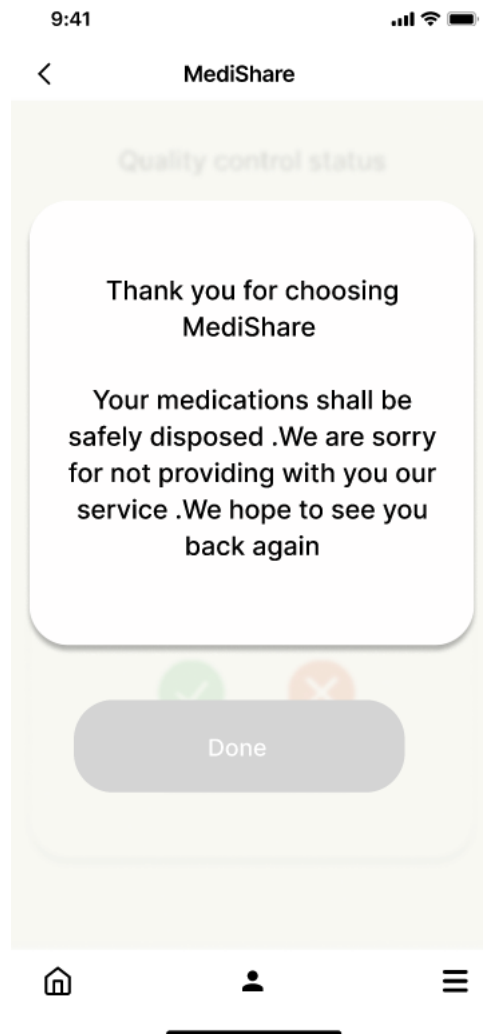 9:41
MediShare
Quality control status
Thank you for choosing
MediShare
Your medications shall be
safely disposed .We are sorry
for not providing with you our
service .We hope to see you
back again
Done